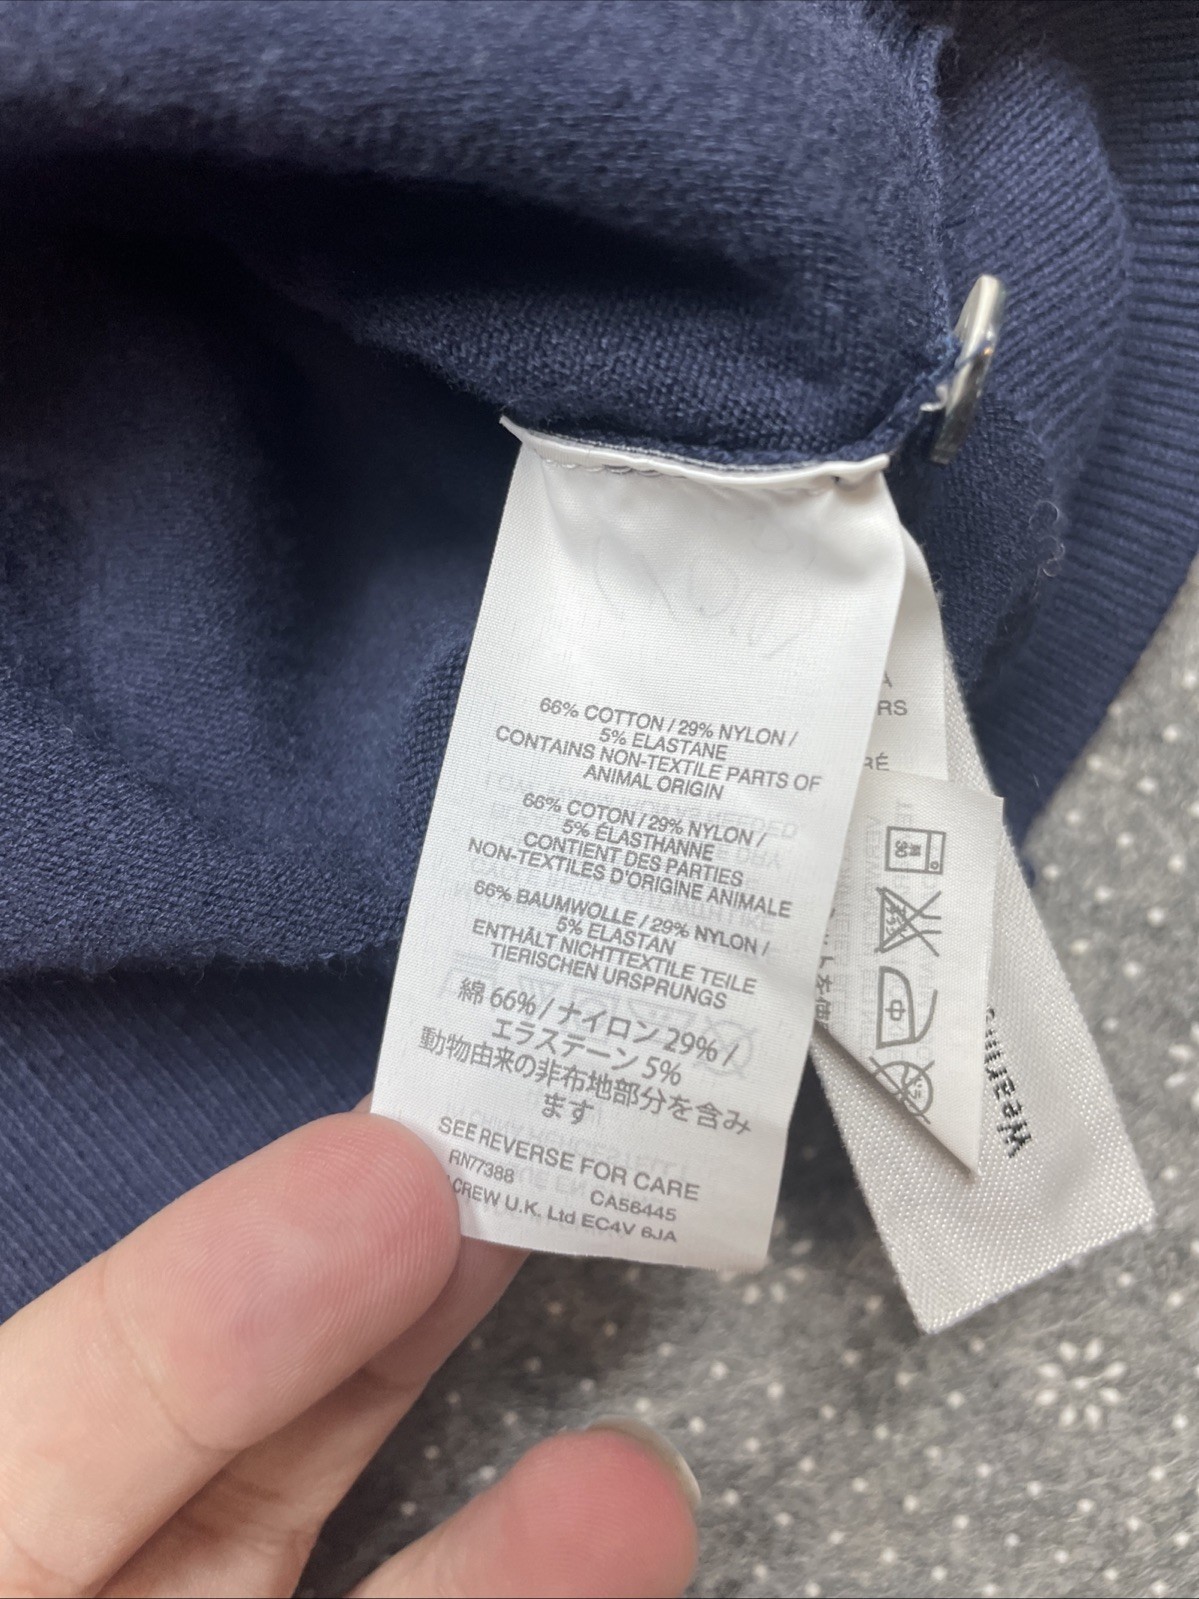 66% COTTON / 29% NYLON /
5% ELASTANE
CONTAINS NON-TEXTILE PARTS OF
ANIMAL ORIGIN
66% COTON / 29% NYLON /
5% ÉLASTHANNE
CONTIENT DES PARTIES
NON-TEXTILES D'ORIGINE ANIMALE
66% BAUMWOLLE / 29% NYLON /
5% ELASTAN
ENTHÄLT NICHTTEXTILE TEILE
TIERISCHEN URSPRUNGS
綿 66% / ナイロン 29% /
エラステーン 5%
動物由来の非布地部分を含み
ます
SEE REVERSE FOR CARE
RN77388 CA56445
CREW U.K. Ltd EC4V 6JA
中